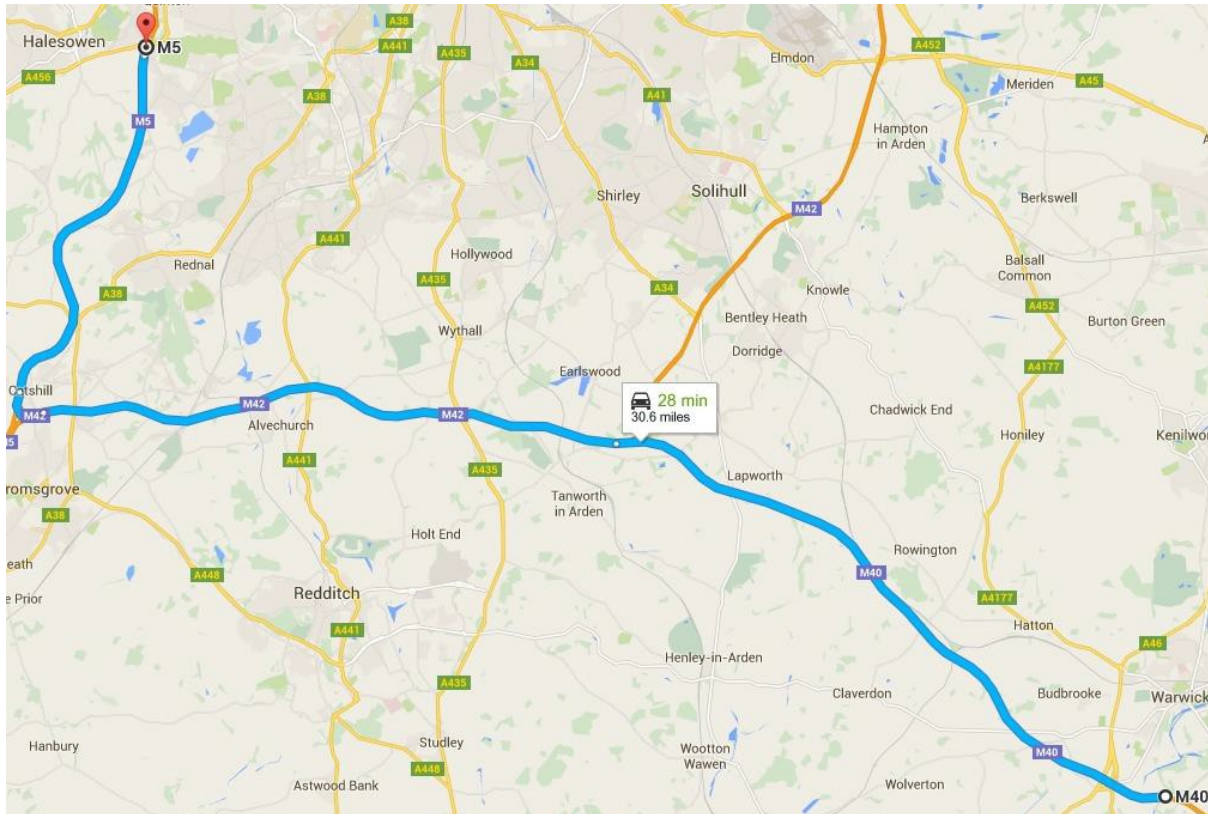 Halesowen
M5
A38
A441
A435
A34
A452
A456
Elmdon
A45
Meriden
A38
A41
M5
Hampton
in Arden
Shirley
Solihull
Berkswell
M42
A441
Hollywood
Rednal
Balsall
Common
A435
A38
A34
Knowle
A452
Wythall
Bentley Heath
Burton Green
Dorridge
A4177
Earlswood
28 min
30.6 miles
Catshill
M42
M42
M42
Chadwick End
Alvechurch
Honiley
A441
A435
Lapworth
Tanworth
in Arden
A38
Holt End
Rowington
A448
M40
Redditch
A4177
A441
Hatton
A46
Henley-in-Arden
Claverdon
Budbrooke
Warwick
A435
Hanbury
Studley
Wootton
Wawen
M40
A448
Wolverton
Astwood Bank
M40